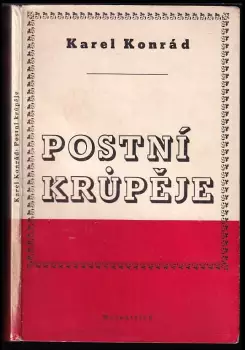 Karel Konrád
POSTNÍ
KRŮPĚJE
Karel Konrád: Postní krůpěje